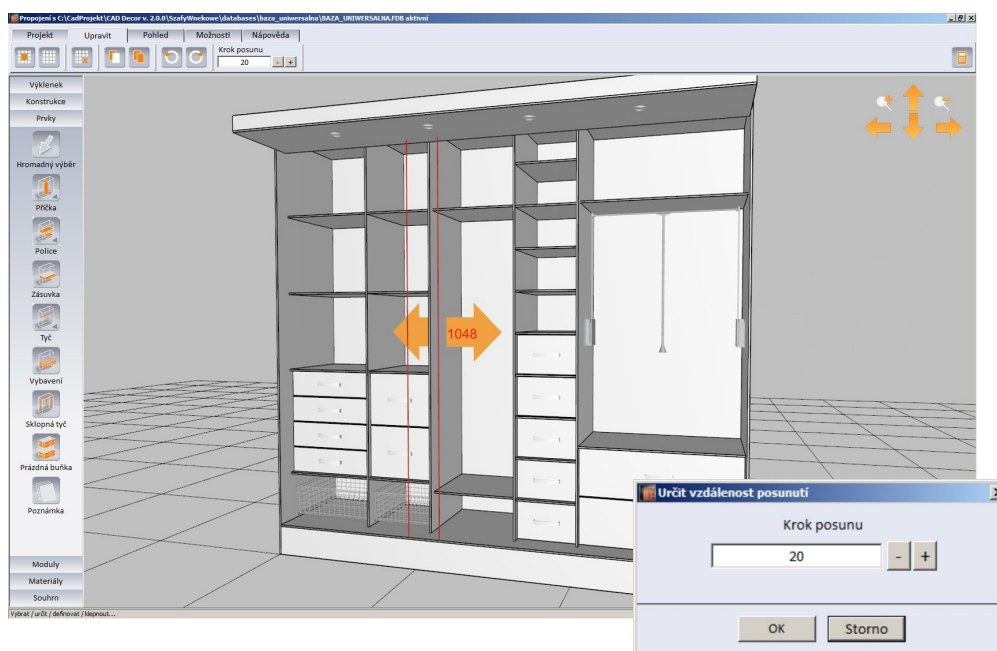 Propojení s C:\CadProjekt\CAD Decor v. 2.0.0\SzafyWnekowe\databases\baza_uniwersalna\BAZA_UNIWERSALNA.FDB aktivní
Projekt Upravit Pohled Možnosti Nápověda
Krok posunu
20 - +
Výklenek
Konstrukce
Prvky
Hromadný výběr
Příčka
Police
Zásuvka
Tyč
Vybavení
Sklopná tyč
Prázdná buňka
Poznámka
Moduly
Materiály
Souhrn
Vybrat / určit / definovat / klepnout...
1048
Určit vzdálenost posunutí
Krok posunu
20 - +
OK Storno